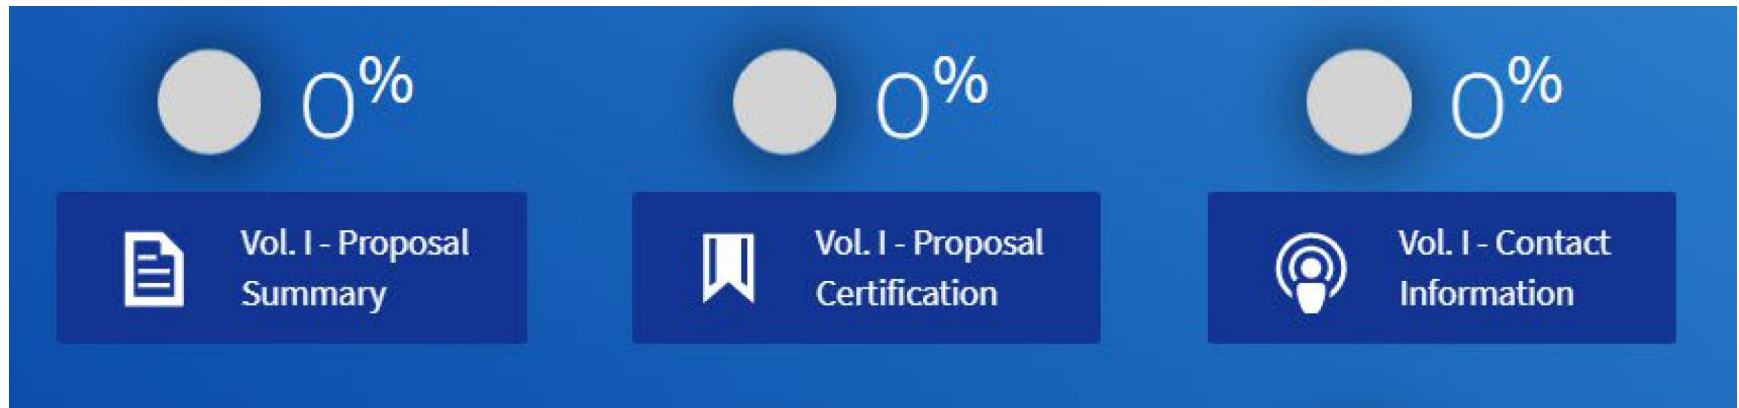 0% 0% 0%
Vol. I - Proposal
Summary
Vol. I - Proposal
Certification
Vol. I - Contact
Information